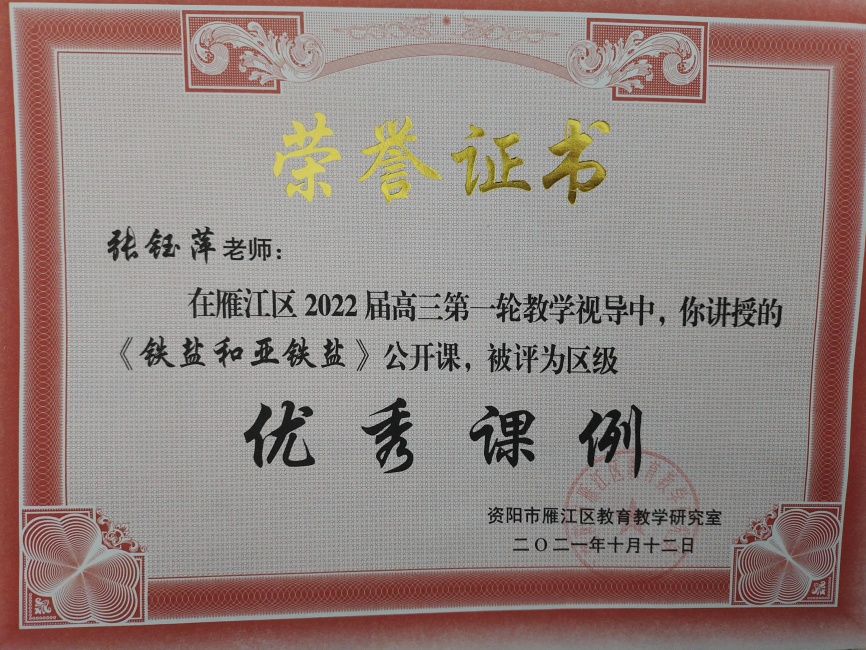 荣誉证书
张钰萍老师：
在雁江区2022届高三第一轮教学视导中，你讲授的
《铁盐和亚铁盐》公开课，被评为区级
优秀课例
资阳市雁江区教育教学研究室
二〇二一年十月十二日